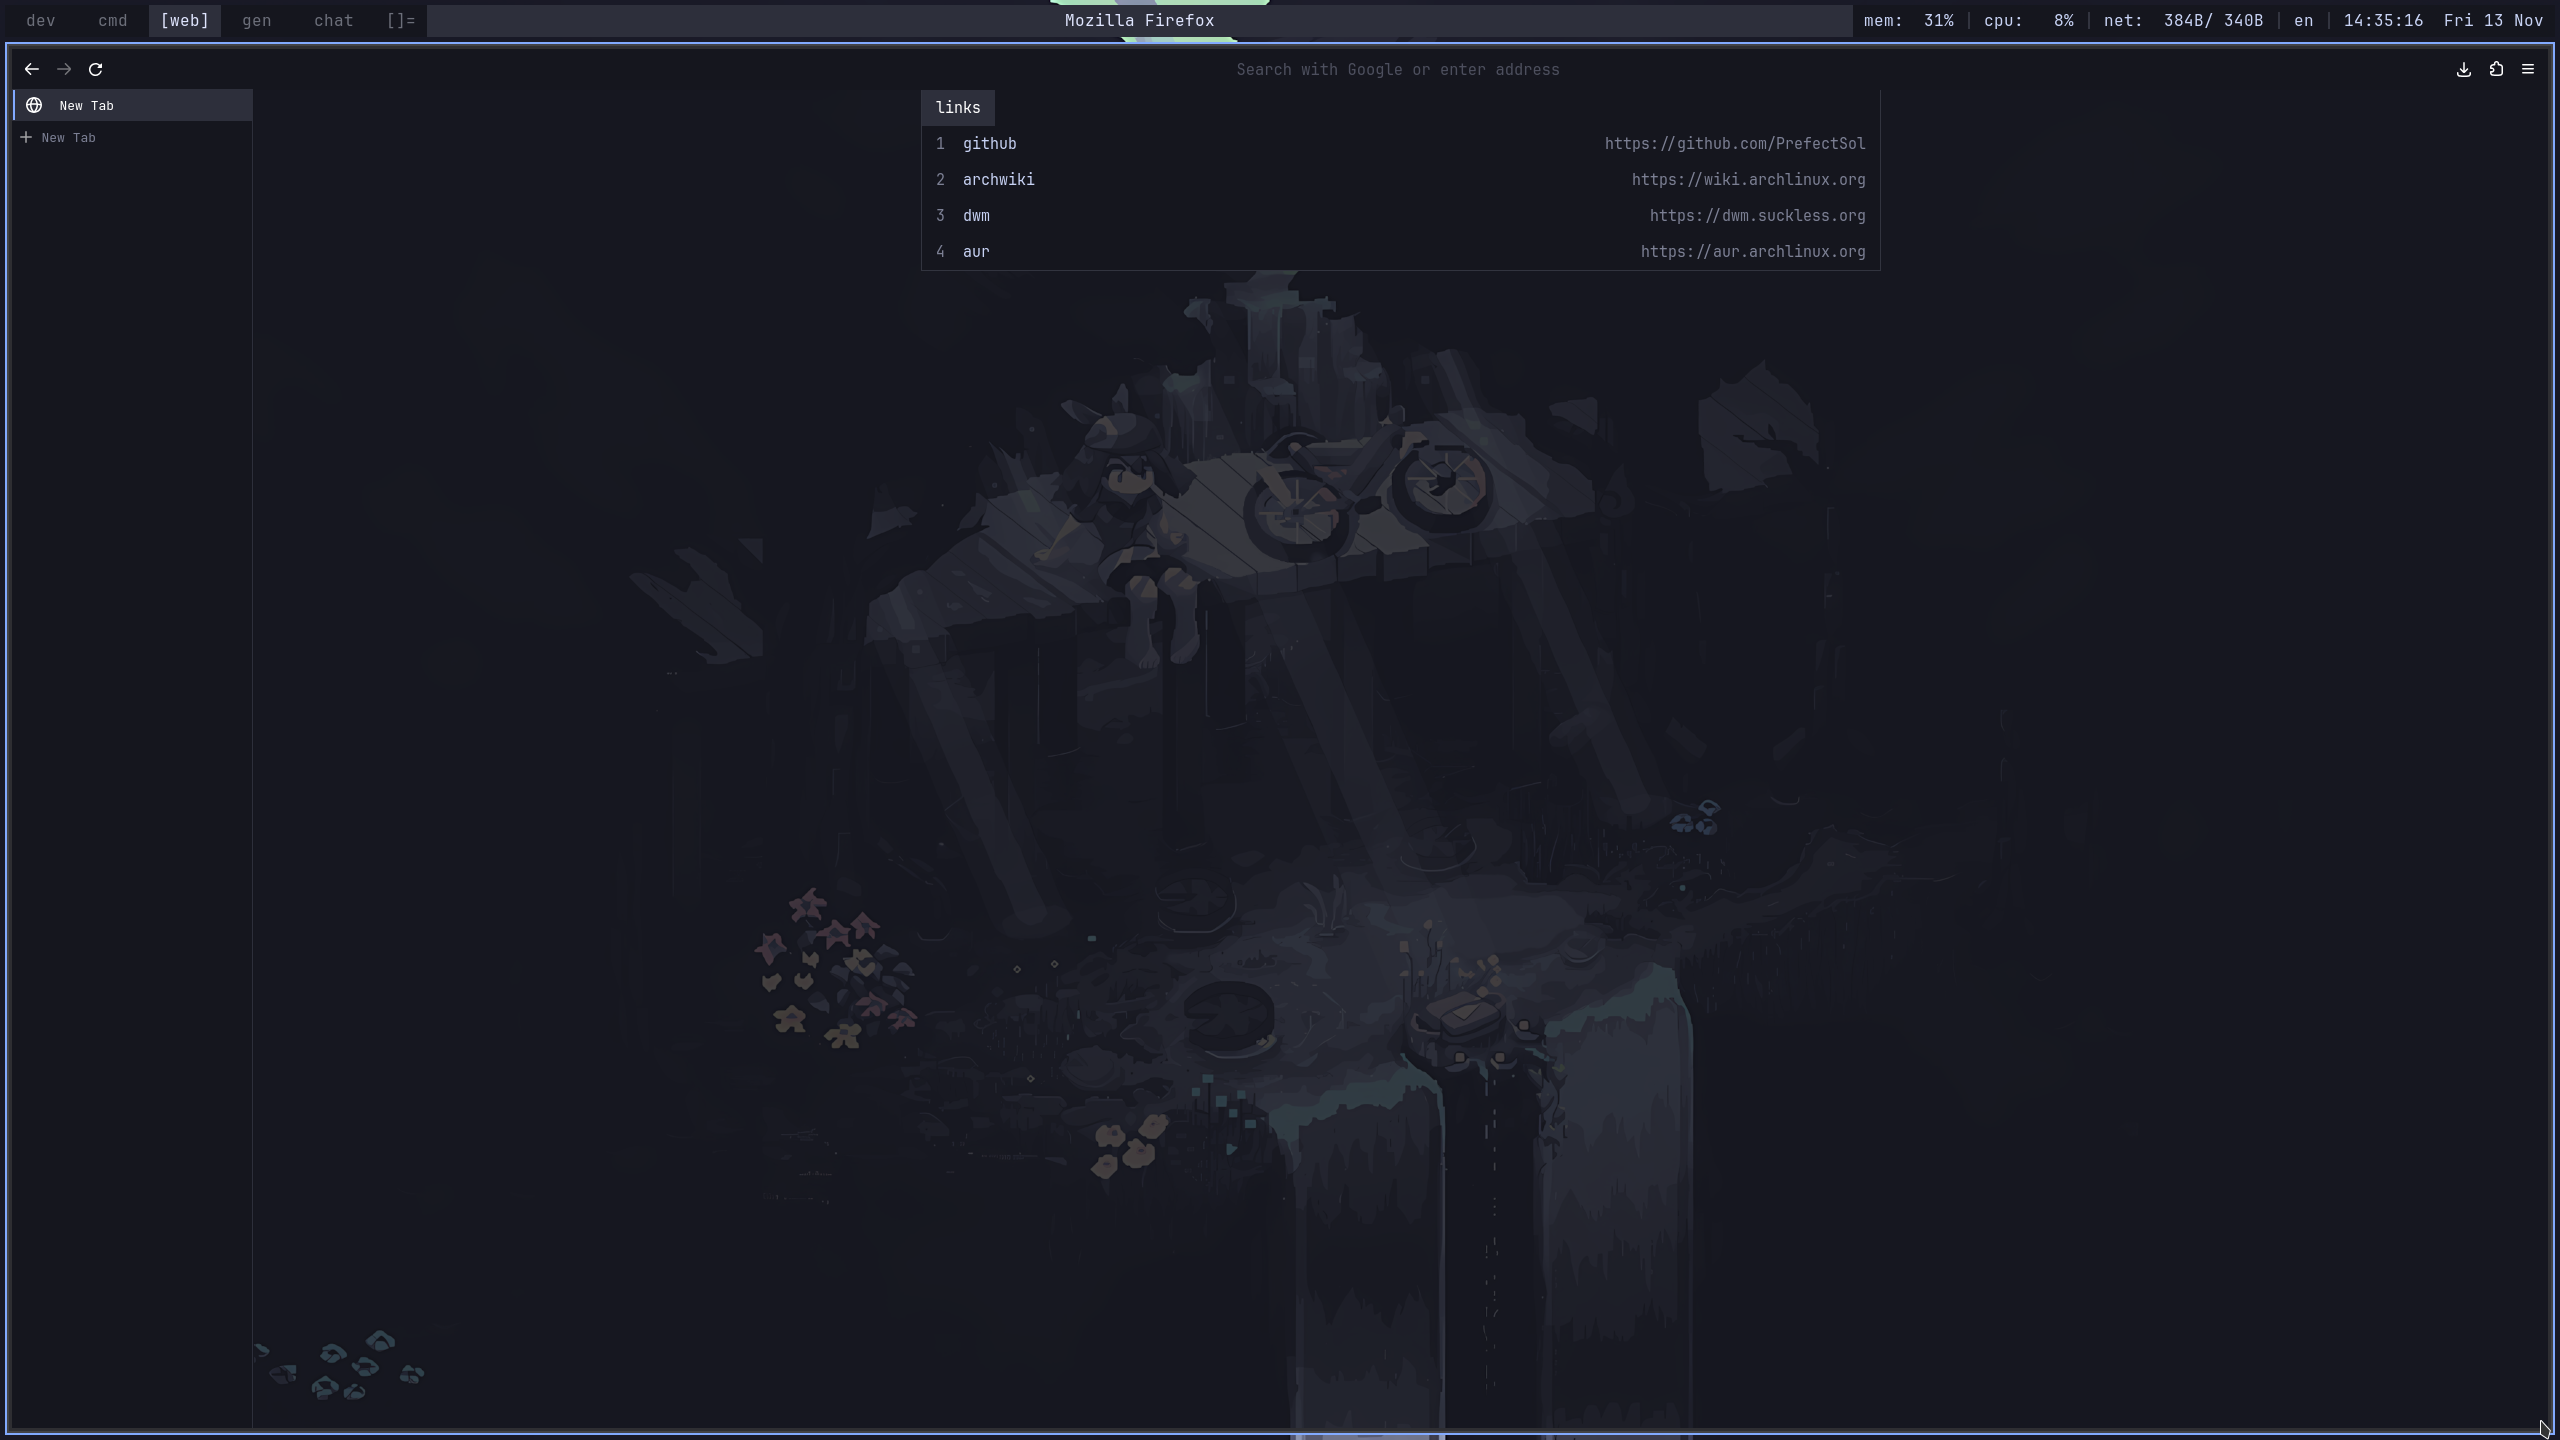 dev cmd [web] gen chat []= Mozilla Firefox mem: 31% | cpu: 8% | net: 384B/ 340B | en | 14:35:16 Fri 13 Nov
Search with Google or enter address
New Tab
New Tab
links
1 github https://github.com/PrefectSol
2 archwiki https://wiki.archlinux.org
3 dwm https://dwm.suckless.org
4 aur https://aur.archlinux.org